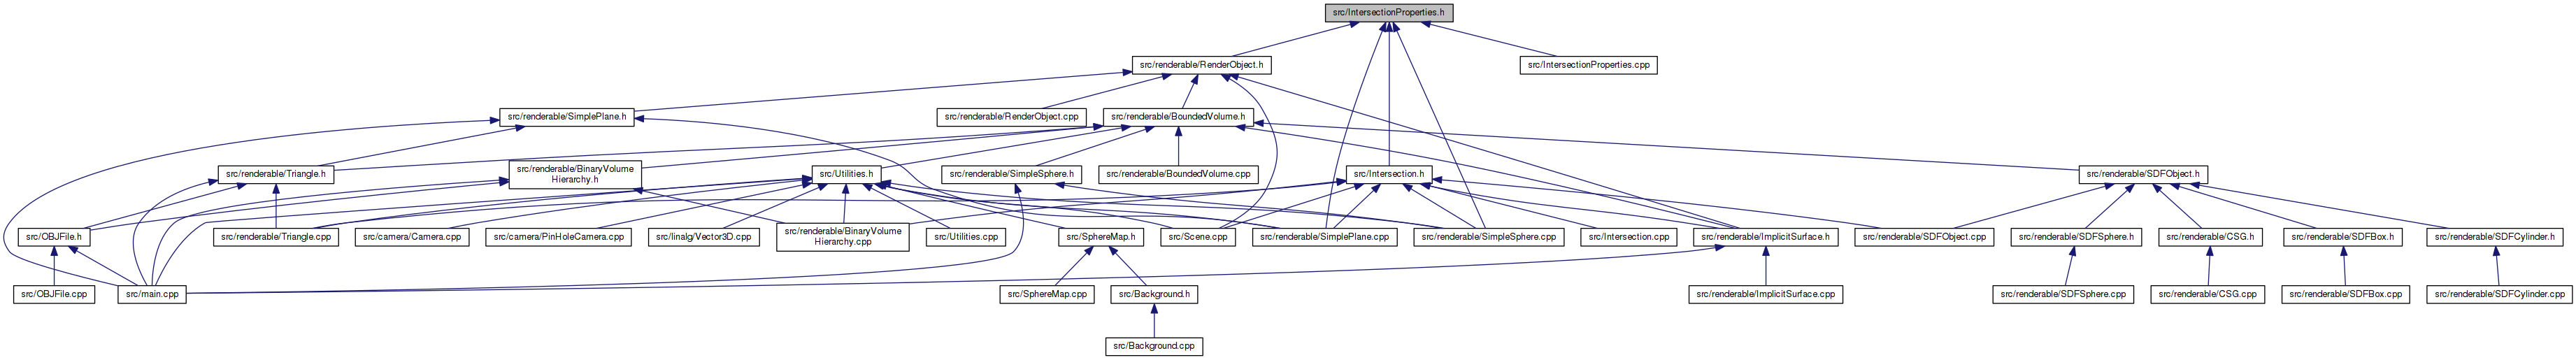 src/IntersectionProperties.h
src/renderable/RenderObject.h
src/IntersectionProperties.cpp
src/renderable/SimplePlane.h
src/renderable/RenderObject.cpp
src/renderable/BoundedVolume.h
src/renderable/Triangle.h
src/renderable/BinaryVolume
Hierarchy.h
src/Utilities.h
src/renderable/SimpleSphere.h
src/renderable/BoundedVolume.cpp
src/Intersection.h
src/renderable/SDFObject.h
src/OBJFile.h
src/renderable/Triangle.cpp
src/camera/Camera.cpp
src/camera/PinHoleCamera.cpp
src/linalg/Vector3D.cpp
src/renderable/BinaryVolume
Hierarchy.cpp
src/Utilities.cpp
src/SphereMap.h
src/Scene.cpp
src/renderable/SimplePlane.cpp
src/renderable/SimpleSphere.cpp
src/Intersection.cpp
src/renderable/ImplicitSurface.h
src/renderable/SDFObject.cpp
src/renderable/SDFSphere.h
src/renderable/CSG.h
src/renderable/SDFBox.h
src/renderable/SDFCylinder.h
src/OBJFile.cpp
src/main.cpp
src/SphereMap.cpp
src/Background.h
src/renderable/ImplicitSurface.cpp
src/renderable/SDFSphere.cpp
src/renderable/CSG.cpp
src/renderable/SDFBox.cpp
src/renderable/SDFCylinder.cpp
src/Background.cpp